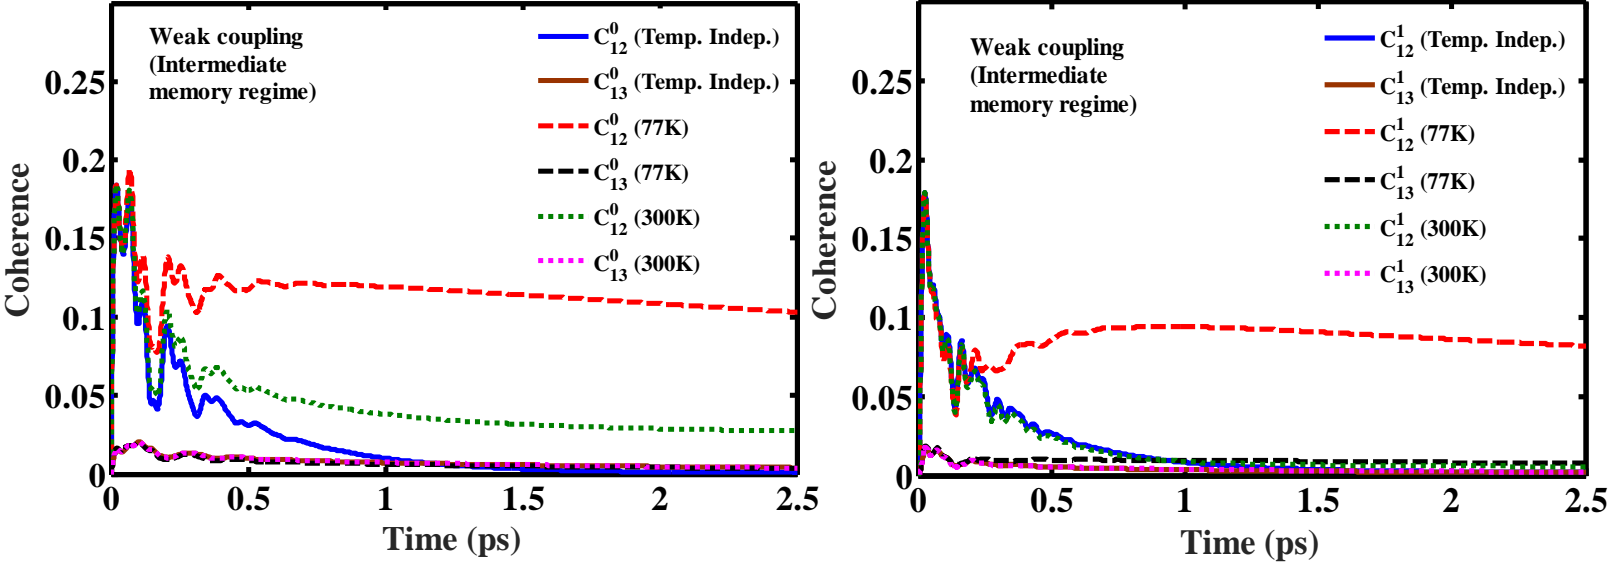 Weak coupling
(Intermediate
memory regime)
C⁰₁₂ (Temp. Indep.)
C⁰₁₃ (Temp. Indep.)
C⁰₁₂ (77K)
C⁰₁₃ (77K)
C⁰₁₂ (300K)
C⁰₁₃ (300K)
Coherence
0.25
0.2
0.15
0.1
0.05
0
0 0.5 1 1.5 2 2.5
Time (ps)
Weak coupling
(Intermediate
memory regime)
C¹₁₂ (Temp. Indep.)
C¹₁₃ (Temp. Indep.)
C¹₁₂ (77K)
C¹₁₃ (77K)
C¹₁₂ (300K)
C¹₁₃ (300K)
Coherence
0.25
0.2
0.15
0.1
0.05
0
0 0.5 1 1.5 2 2.5
Time (ps)